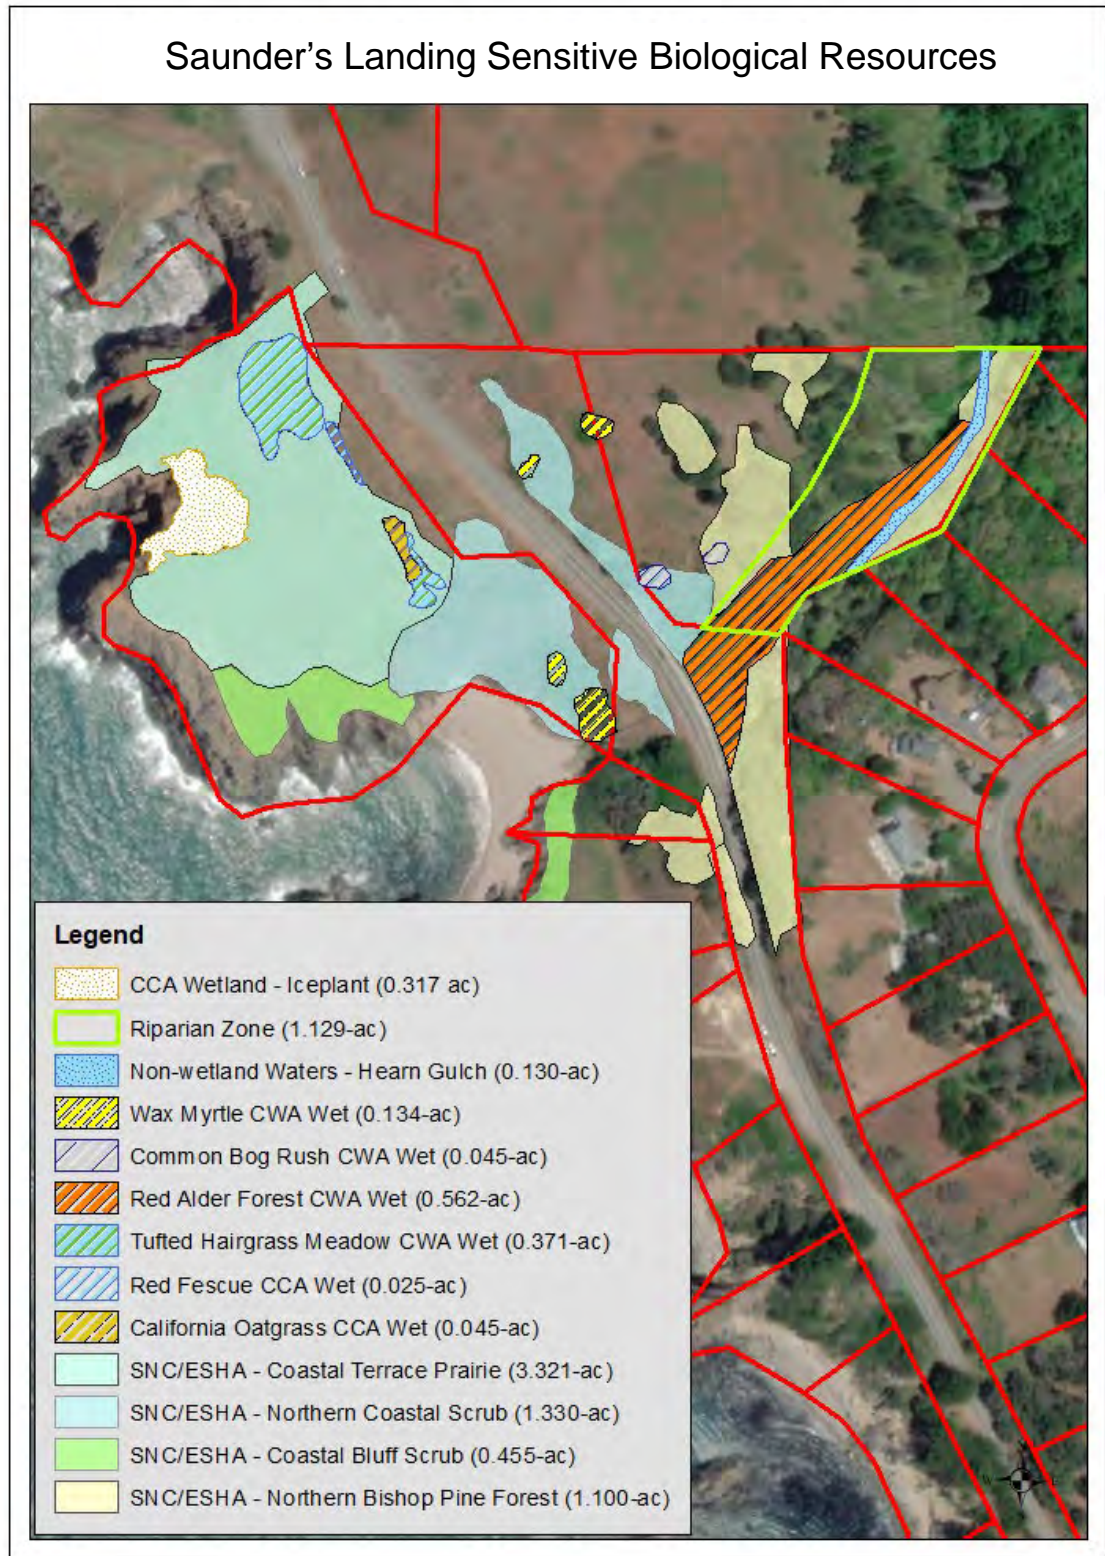 Saunder's Landing Sensitive Biological Resources
Legend
CCA Wetland - Iceplant (0.317 ac)
Riparian Zone (1.129-ac)
Non-wetland Waters - Hearn Gulch (0.130-ac)
Wax Myrtle CWA Wet (0.134-ac)
Common Bog Rush CWA Wet (0.045-ac)
Red Alder Forest CWA Wet (0.562-ac)
Tufted Hairgrass Meadow CWA Wet (0.371-ac)
Red Fescue CCA Wet (0.025-ac)
California Oatgrass CCA Wet (0.045-ac)
SNC/ESHA - Coastal Terrace Prairie (3.321-ac)
SNC/ESHA - Northern Coastal Scrub (1.330-ac)
SNC/ESHA - Coastal Bluff Scrub (0.455-ac)
SNC/ESHA - Northern Bishop Pine Forest (1.100-ac)